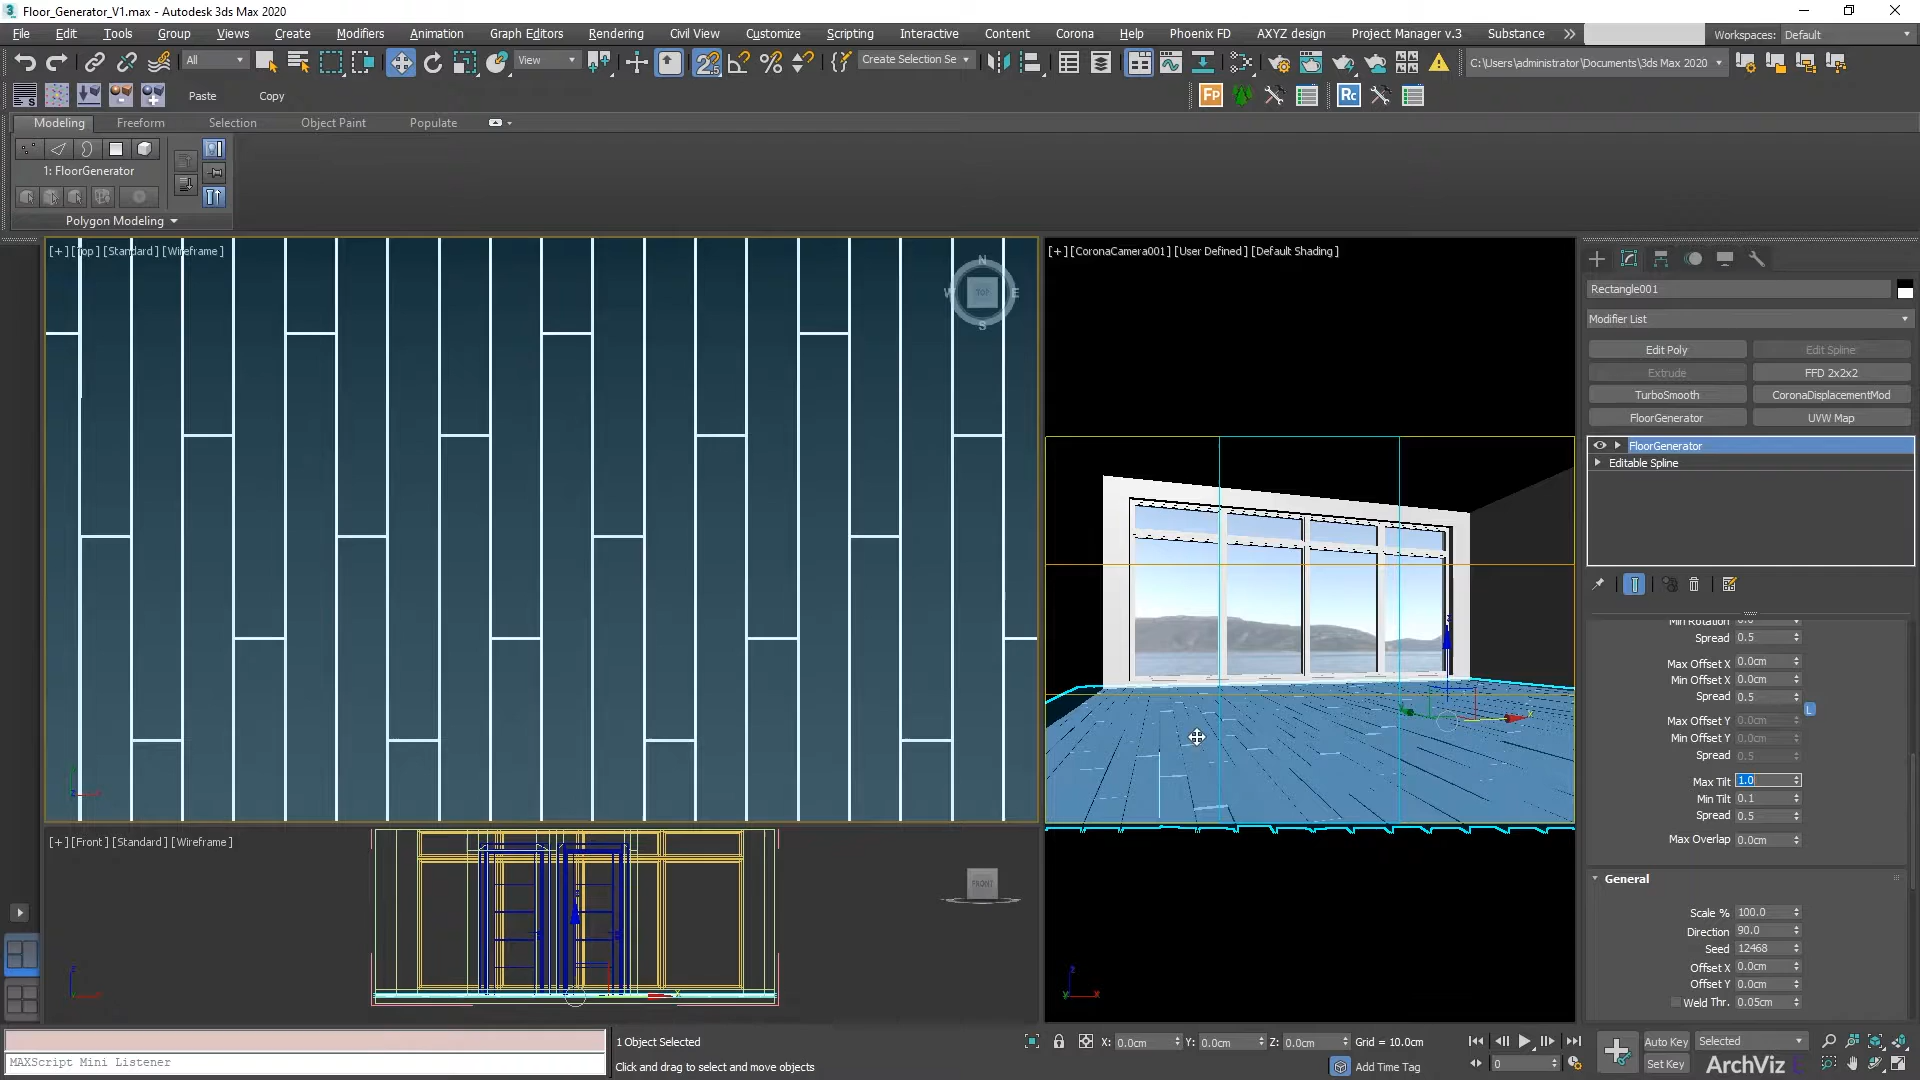 Floor_Generator_V1.max - Autodesk 3ds Max 2020
File Edit Tools Group Views Create Modifiers Animation Graph Editors Rendering Civil View Customize Scripting Interactive Content Corona Help Phoenix FD AXYZ design Project Manager v.3 Substance Workspaces: Default
All View Create Selection Se C:\Users\administrator\Documents\3ds Max 2020
Paste Copy Fp Rc
Modeling Freeform Selection Object Paint Populate
1: FloorGenerator
Polygon Modeling
[+] [Top] [Standard] [Wireframe]
[+] [CoronaCamera001] [User Defined] [Default Shading]
N
W TOP E
S
Rectangle001
Modifier List
Edit Poly Edit Spline
Extrude FFD 2x2x2
TurboSmooth CoronaDisplacementMod
FloorGenerator UVW Map
FloorGenerator
Editable Spline
Min Rotation 0.0
Spread 0.5
Max Offset X 0.0cm
Min Offset X 0.0cm
Spread 0.5
L
Max Offset Y 0.0cm
Min Offset Y 0.0cm
Spread 0.5
Max Tilt 1.0
Min Tilt 0.1
Spread 0.5
Max Overlap 0.0cm
General
Scale % 100.0
Direction 90.0
Seed 12468
Offset X 0.0cm
Offset Y 0.0cm
Weld Thr. 0.05cm
[+] [Front] [Standard] [Wireframe]
FRONT
MAXScript Mini Listener
1 Object Selected
Click and drag to select and move objects
X: 0.0cm Y: 0.0cm Z: 0.0cm Grid = 10.0cm
Add Time Tag
0
Auto Key Selected
Set Key
ArchViz